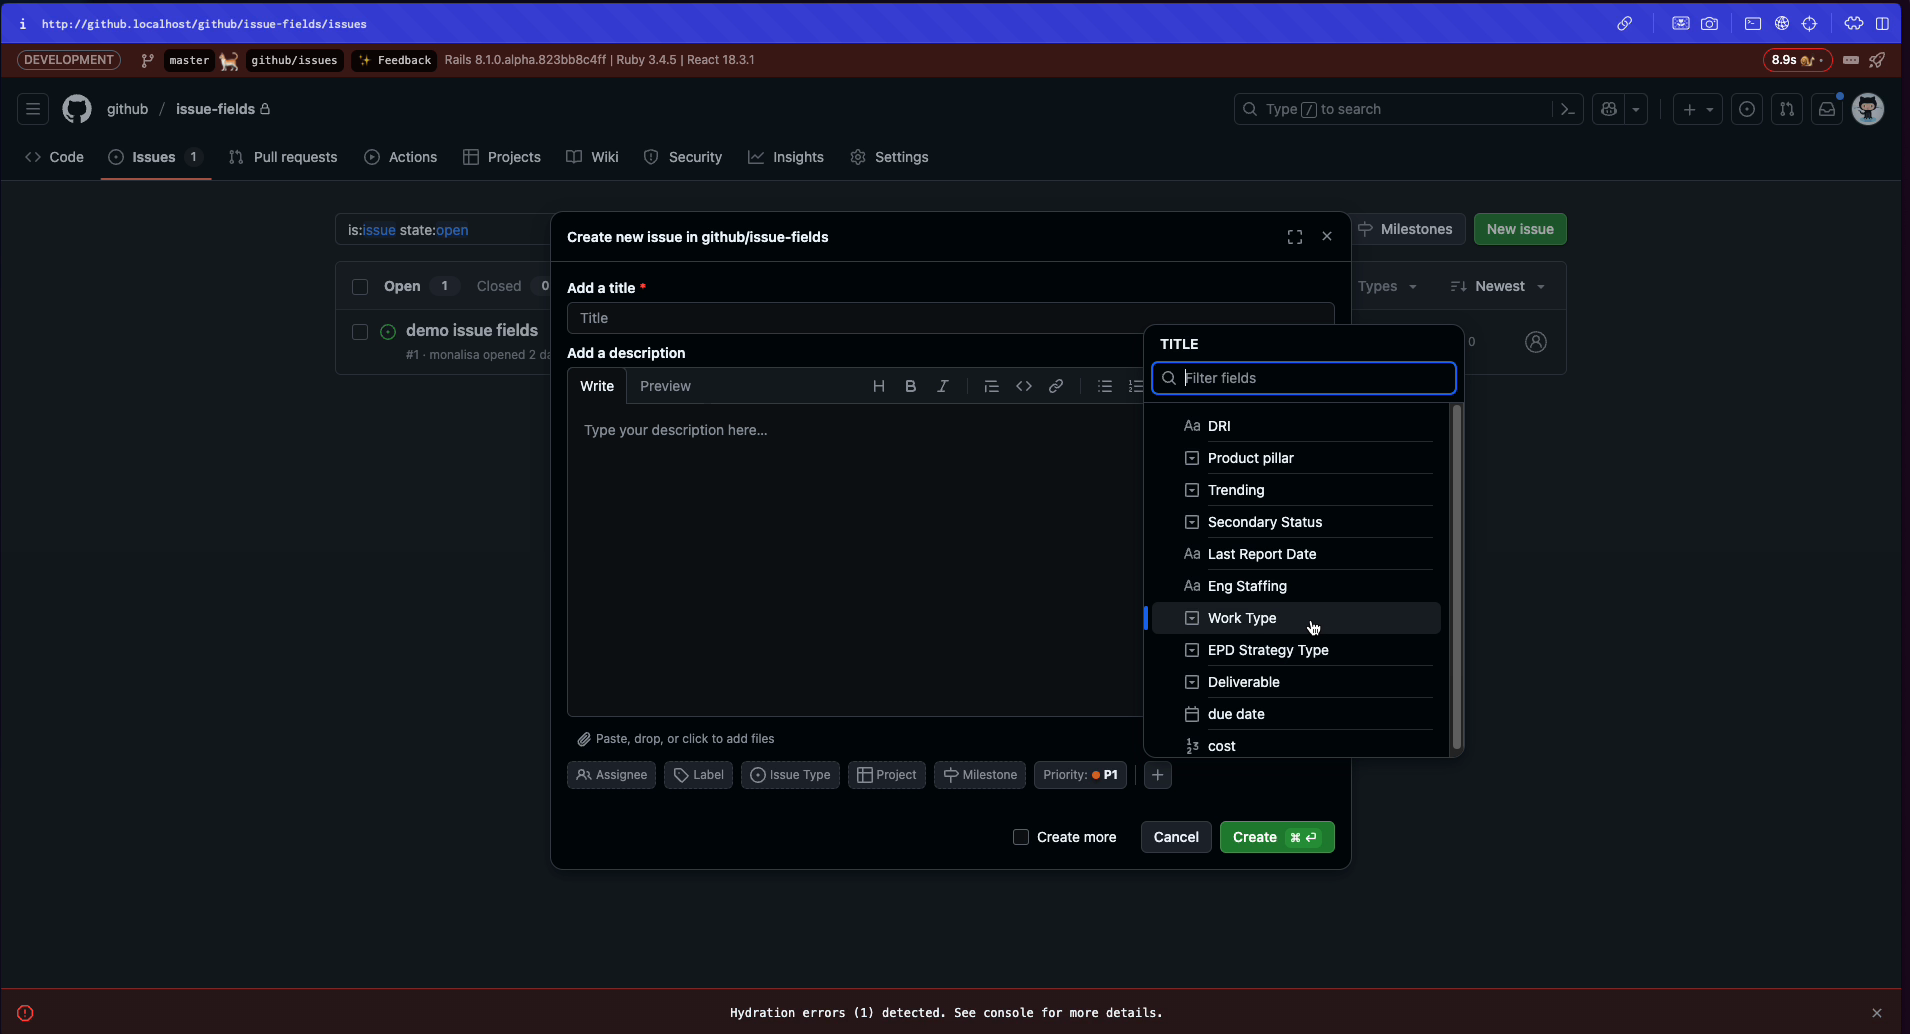 i http://github.localhost/github/issue-fields/issues
DEVELOPMENT master github/issues ✨ Feedback Rails 8.1.0.alpha.823bb8c4ff | Ruby 3.4.5 | React 18.3.1 8.9s
github / issue-fields Type / to search
Code Issues 1 Pull requests Actions Projects Wiki Security Insights Settings
is:issue state:open
Milestones New issue
Open 1 Closed 0
Types Newest
demo issue fields
#1 · monalisa opened 2 da
0
Create new issue in github/issue-fields
Add a title *
Title
Add a description
Write Preview
Type your description here...
Paste, drop, or click to add files
Assignee Label Issue Type Project Milestone Priority: P1
Create more Cancel Create ⌘ ⏎
TITLE
Filter fields
Aa DRI
Product pillar
Trending
Secondary Status
Aa Last Report Date
Aa Eng Staffing
Work Type
EPD Strategy Type
Deliverable
due date
cost
Hydration errors (1) detected. See console for more details.